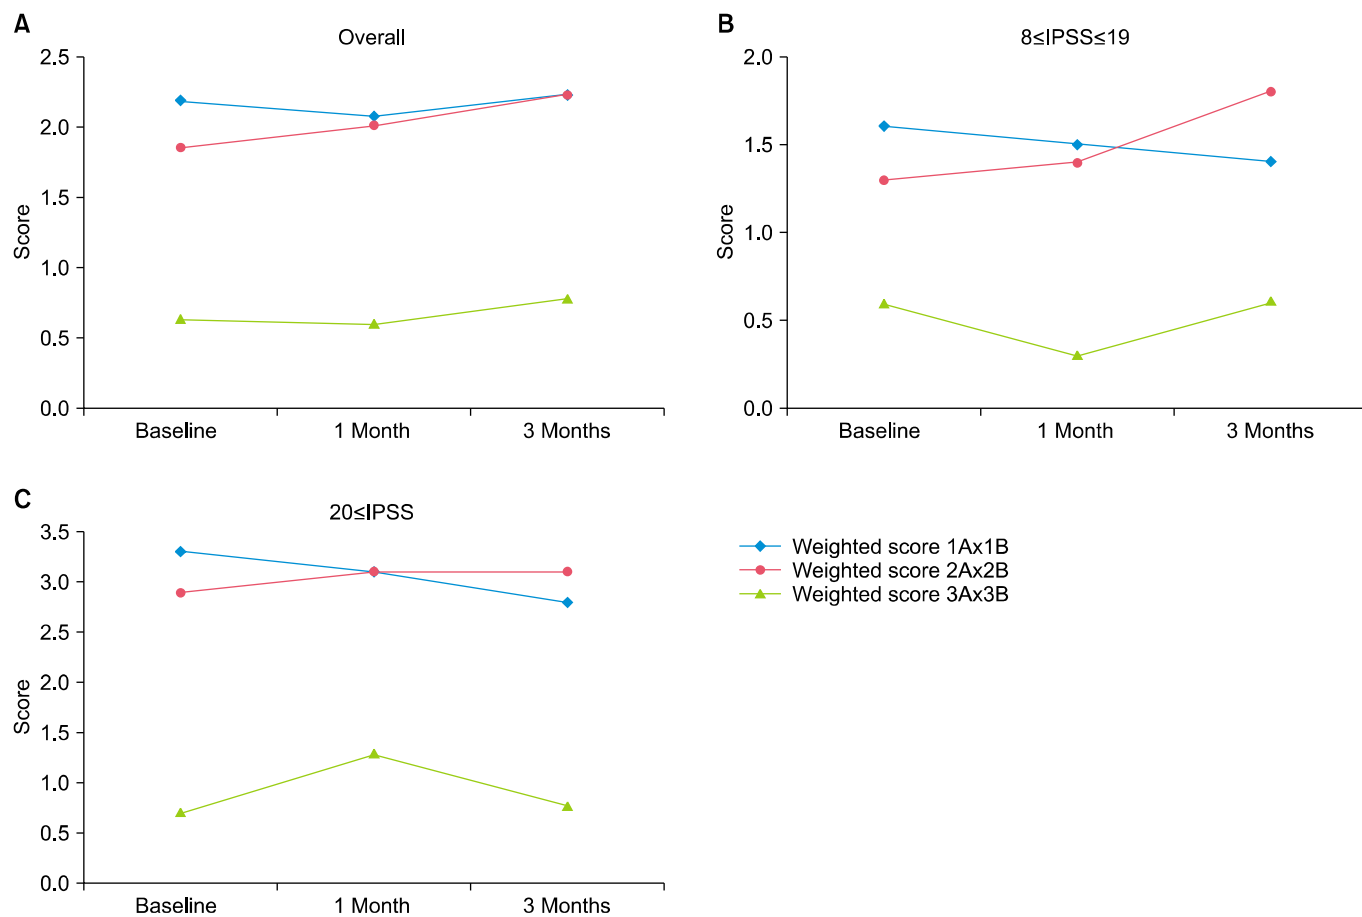 A
Overall
2.5
2.0
1.5
1.0
0.5
0.0
Score
Baseline 1 Month 3 Months
B
8≤IPSS≤19
2.0
1.5
1.0
0.5
0.0
Score
Baseline 1 Month 3 Months
C
20≤IPSS
3.5
3.0
2.5
2.0
1.5
1.0
0.5
0.0
Score
Baseline 1 Month 3 Months
Weighted score 1Ax1B
Weighted score 2Ax2B
Weighted score 3Ax3B